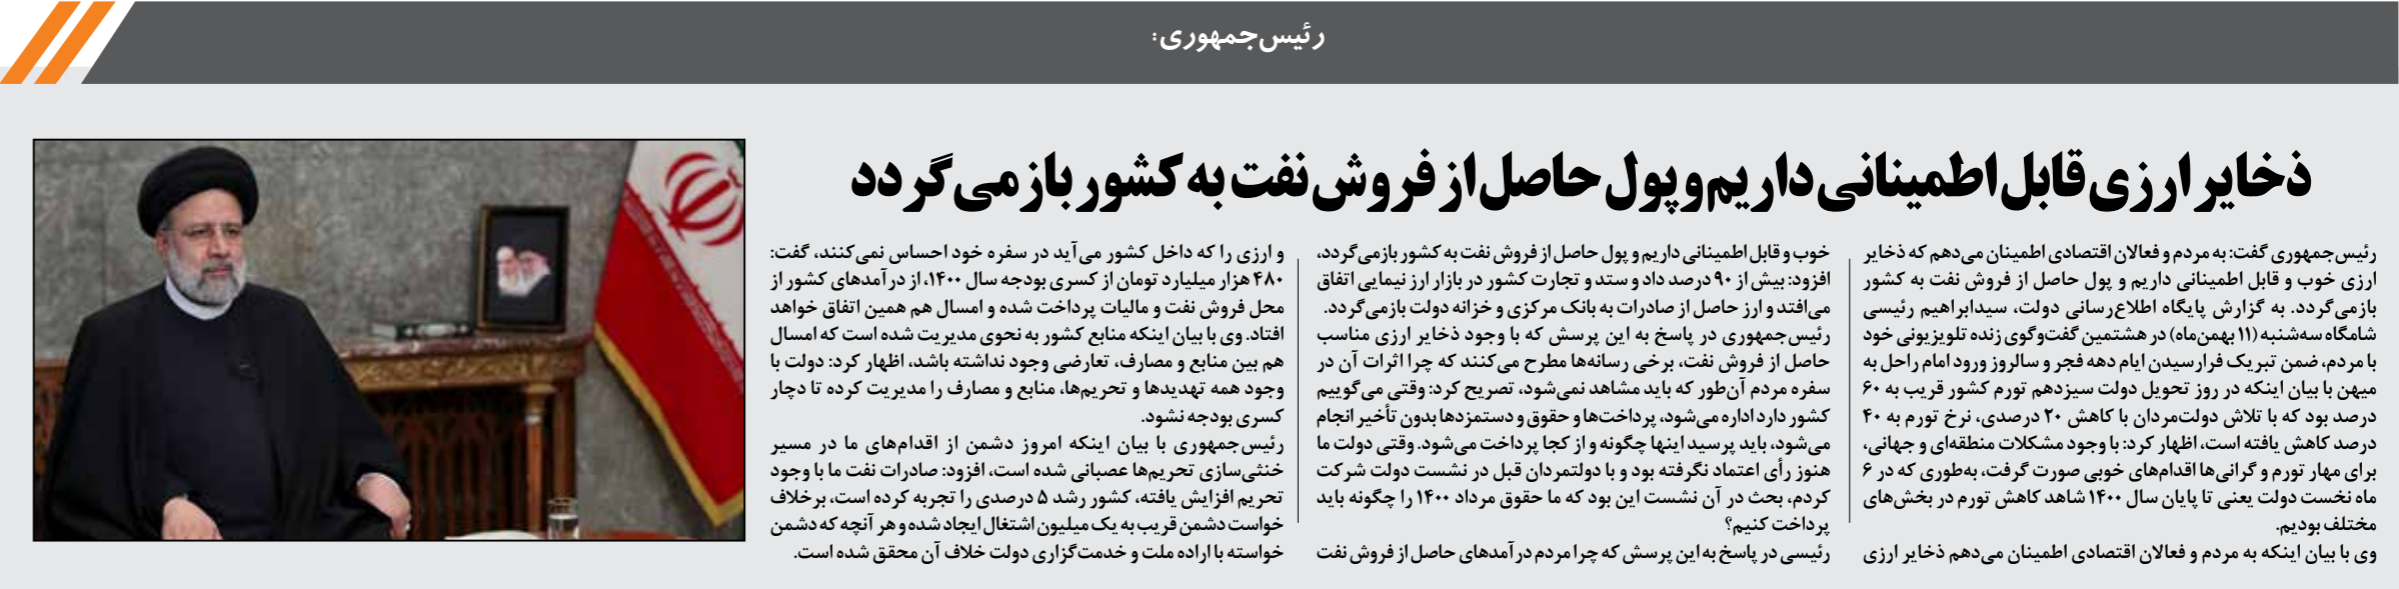 رئیس‌جمهوری:
ذخایر ارزی قابل اطمینانی داریم و پول حاصل از فروش نفت به کشور باز می‌گردد
رئیس‌جمهوری گفت: به مردم و فعالان اقتصادی اطمینان می‌دهم که ذخایر
ارزی خوب و قابل اطمینانی داریم و پول حاصل از فروش نفت به کشور
بازمی‌گردد. به گزارش پایگاه اطلاع‌رسانی دولت، سیدابراهیم رئیسی
شامگاه سه‌شنبه (۱۱ بهمن‌ماه) در هشتمین گفت‌وگوی زنده تلویزیونی خود
با مردم، ضمن تبریک فرارسیدن ایام دهه فجر و سالروز ورود امام راحل به
میهن با بیان اینکه در روز تحویل دولت سیزدهم تورم کشور قریب به ۶۰
درصد بود که با تلاش دولت‌مردان با کاهش ۲۰ درصدی، نرخ تورم به ۴۰
درصد کاهش یافته است، اظهار کرد: با وجود مشکلات منطقه‌ای و جهانی،
برای مهار تورم و گرانی‌ها اقدام‌های خوبی صورت گرفت، به‌طوری که در ۶
ماه نخست دولت یعنی تا پایان سال ۱۴۰۰ شاهد کاهش تورم در بخش‌های
مختلف بودیم.
وی با بیان اینکه به مردم و فعالان اقتصادی اطمینان می‌دهم ذخایر ارزی
خوب و قابل اطمینانی داریم و پول حاصل از فروش نفت به کشور بازمی‌گردد،
افزود: بیش از ۹۰ درصد داد و ستد و تجارت کشور در بازار ارز نیمایی اتفاق
می‌افتد و ارز حاصل از صادرات به بانک مرکزی و خزانه دولت بازمی‌گردد.
رئیس‌جمهوری در پاسخ به این پرسش که با وجود ذخایر ارزی مناسب
حاصل از فروش نفت، برخی رسانه‌ها مطرح می‌کنند که چرا اثرات آن در
سفره مردم آن‌طور که باید مشاهد نمی‌شود، تصریح کرد: وقتی می‌گوییم
کشور دارد اداره می‌شود، پرداخت‌ها و حقوق و دستمزدها بدون تأخیر انجام
می‌شود، باید پرسید اینها چگونه و از کجا پرداخت می‌شود. وقتی دولت ما
هنوز رأی اعتماد نگرفته بود و با دولتمردان قبل در نشست دولت شرکت
کردم، بحث در آن نشست این بود که ما حقوق مرداد ۱۴۰۰ را چگونه باید
پرداخت کنیم؟
رئیسی در پاسخ به این پرسش که چرا مردم درآمدهای حاصل از فروش نفت
و ارزی را که داخل کشور می‌آید در سفره خود احساس نمی‌کنند، گفت:
۴۸۰ هزار میلیارد تومان از کسری بودجه سال ۱۴۰۰، از درآمدهای کشور از
محل فروش نفت و مالیات پرداخت شده و امسال هم همین اتفاق خواهد
افتاد. وی با بیان اینکه منابع کشور به نحوی مدیریت شده است که امسال
هم بین منابع و مصارف، تعارضی وجود نداشته باشد، اظهار کرد: دولت با
وجود همه تهدیدها و تحریم‌ها، منابع و مصارف را مدیریت کرده تا دچار
کسری بودجه نشود.
رئیس‌جمهوری با بیان اینکه امروز دشمن از اقدام‌های ما در مسیر
خنثی‌سازی تحریم‌ها عصبانی شده است، افزود: صادرات نفت ما با وجود
تحریم افزایش یافته، کشور رشد ۵ درصدی را تجربه کرده است، برخلاف
خواست دشمن قریب به یک میلیون اشتغال ایجاد شده و هر آنچه که دشمن
خواسته با اراده ملت و خدمت‌گزاری دولت خلاف آن محقق شده است.